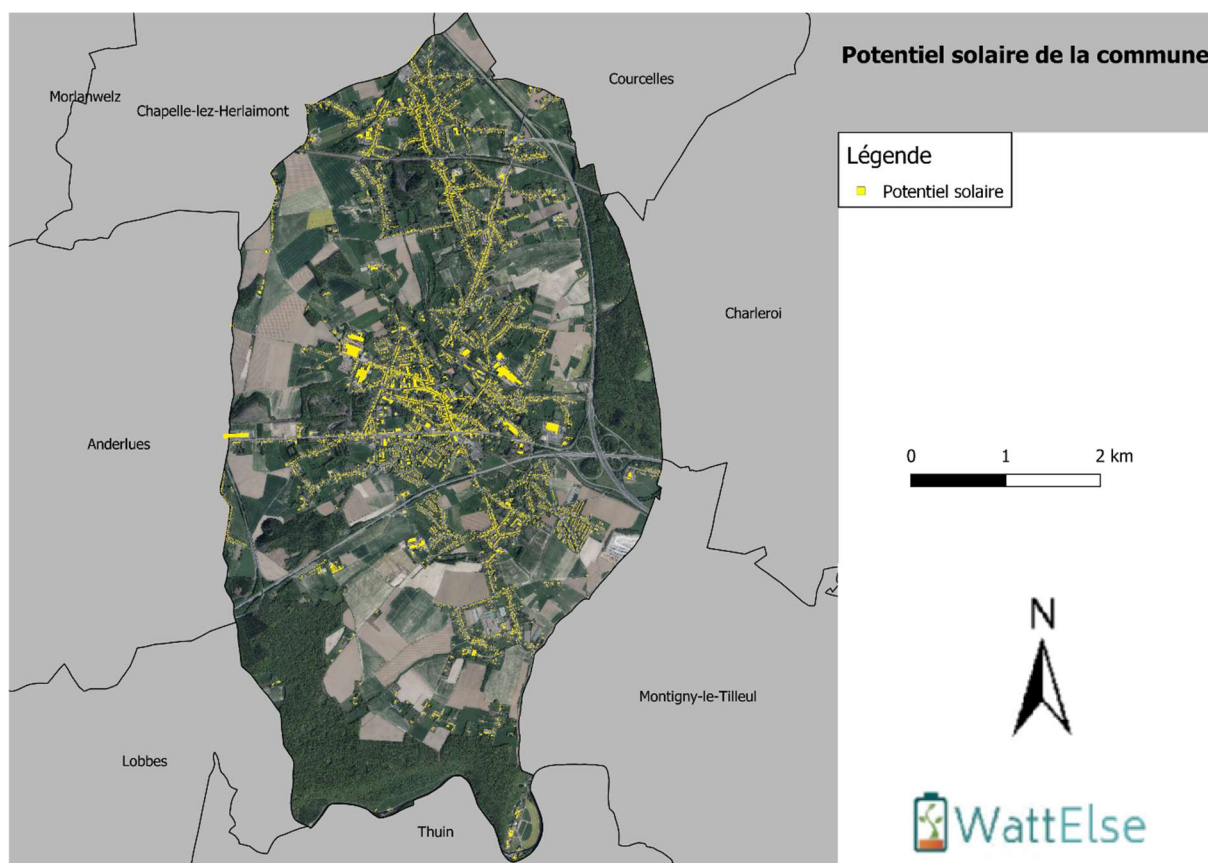 Potentiel solaire de la commune
Courcelles
Morlanwelz
Chapelle-lez-Herlaimont
Légende
Potentiel solaire
Charleroi
Anderlues
0 1 2 km
N
Montigny-le-Tilleul
Lobbes
Thuin
WattElse